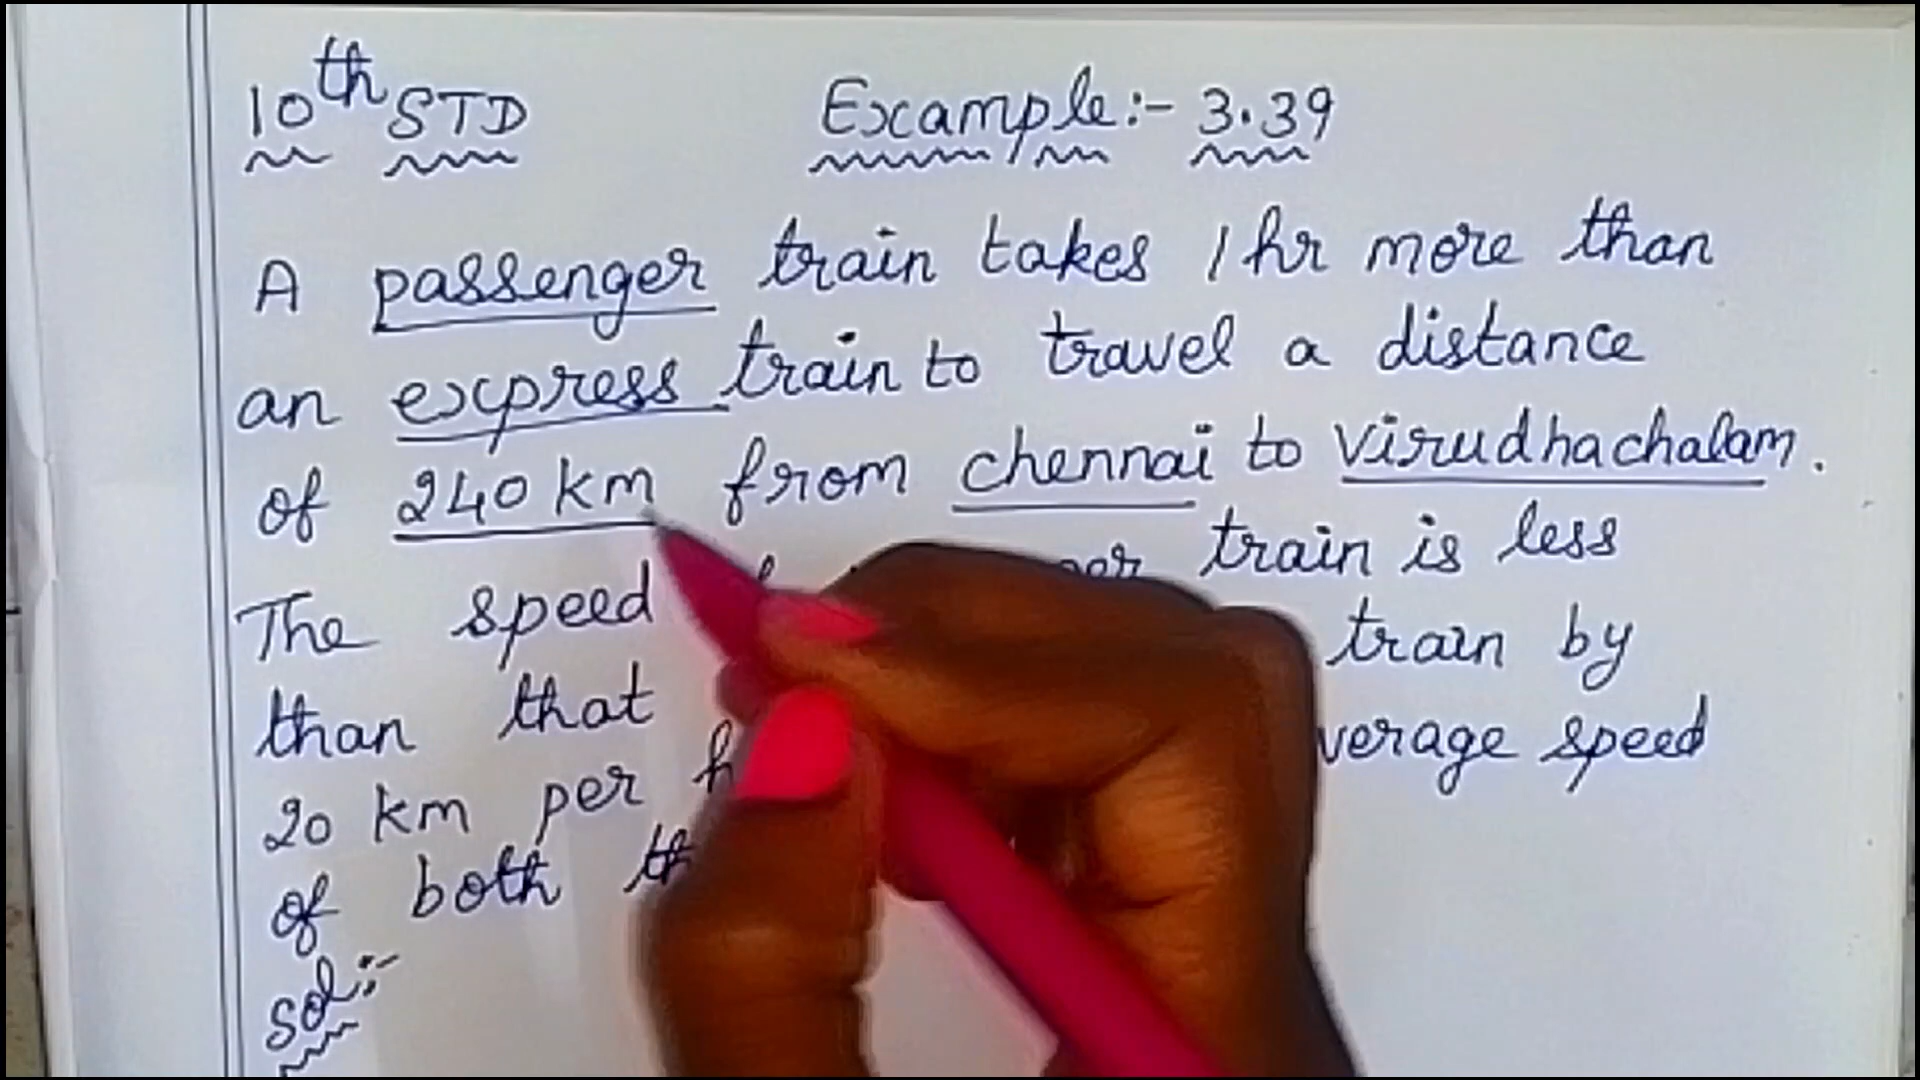 10th STD Example:- 3.39
A passenger train takes 1 hr more than
an express train to travel a distance
of 240 km from chennai to virudhachalam.
The speed train is less
than that train by
20 km per verage speed
of both
sol:-